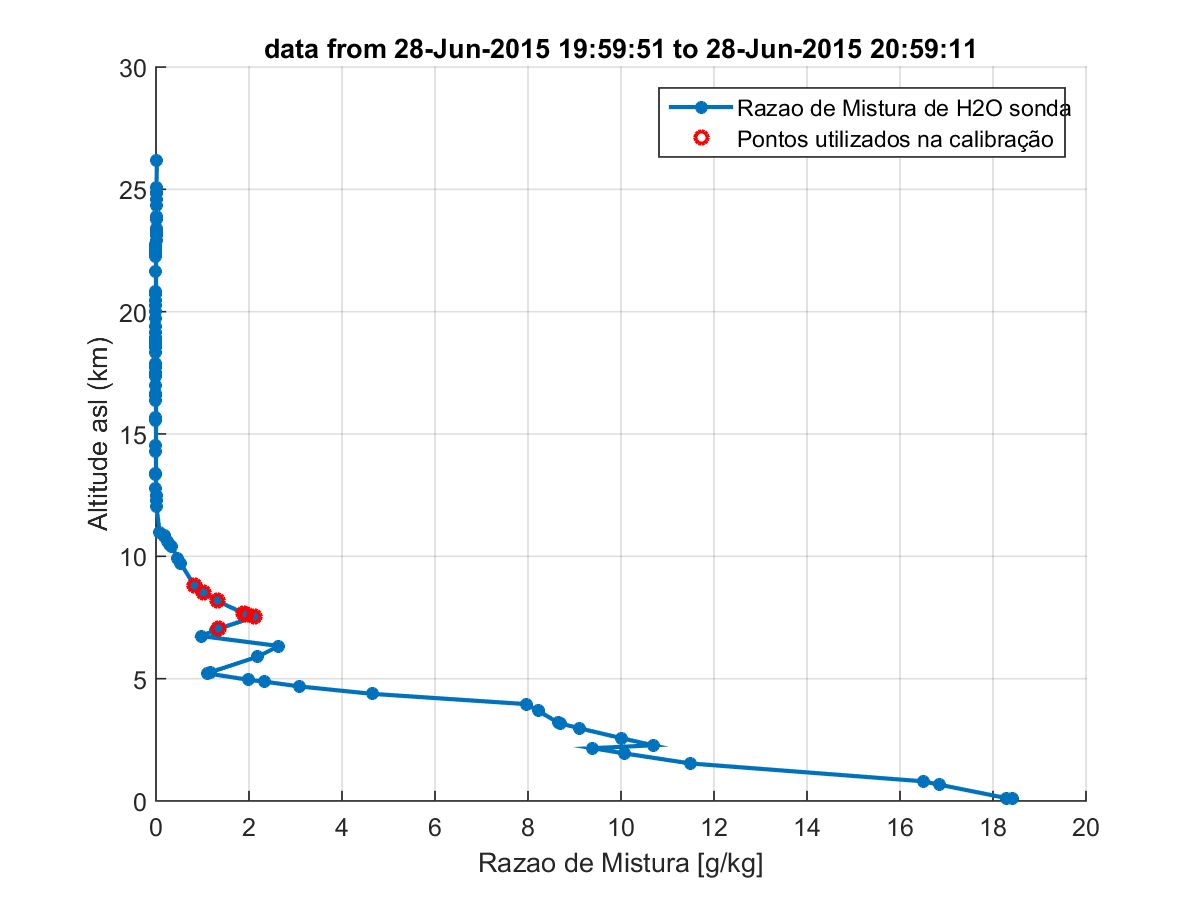 data from 28-Jun-2015 19:59:51 to 28-Jun-2015 20:59:11
Razao de Mistura de H2O sonda
Pontos utilizados na calibração
30
25
20
15
10
5
0
Altitude asl (km)
0 2 4 6 8 10 12 14 16 18 20
Razao de Mistura [g/kg]